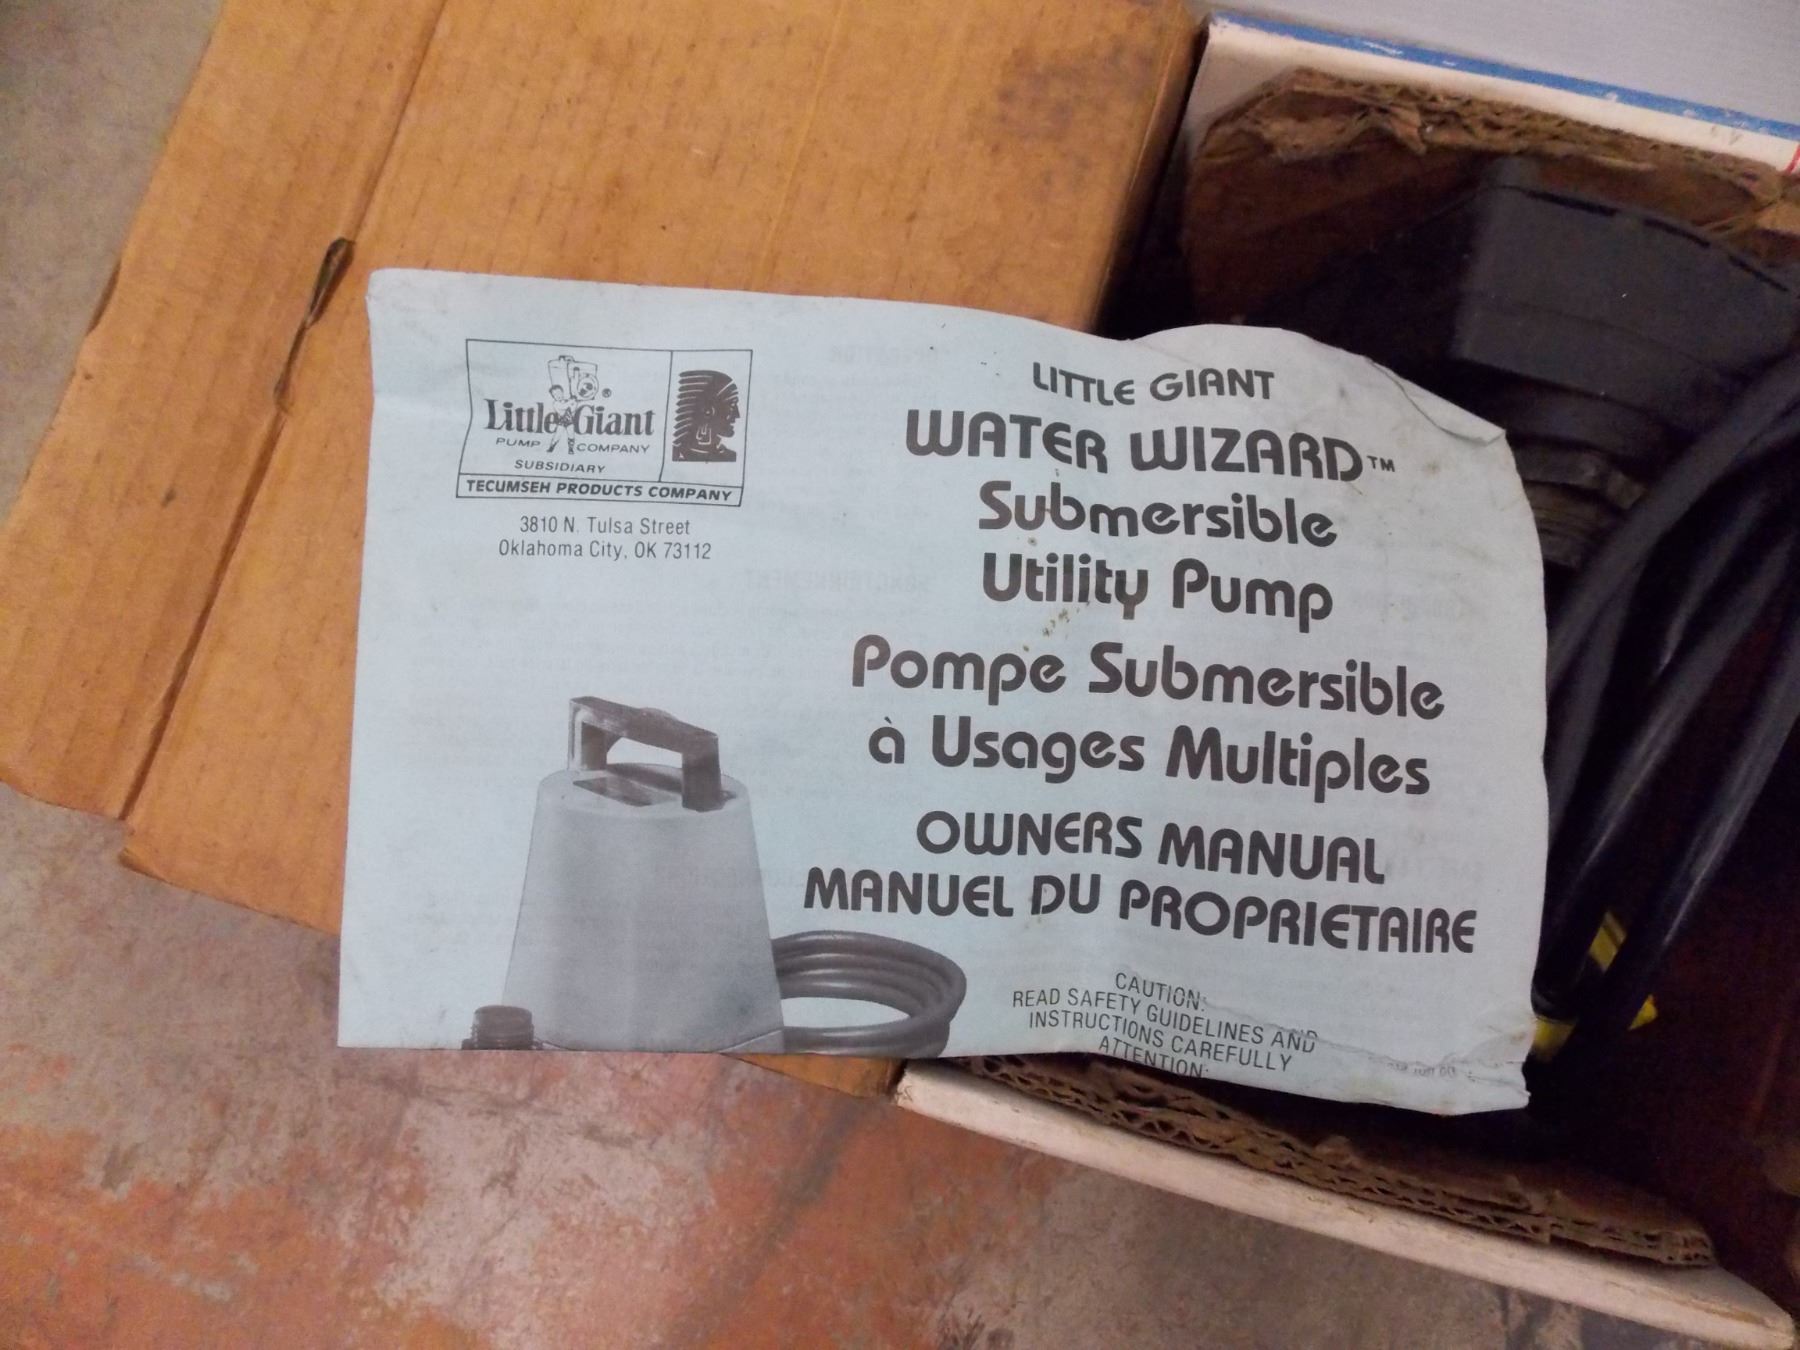 Little Giant ®
PUMP COMPANY
SUBSIDIARY
TECUMSEH PRODUCTS COMPANY
3810 N. Tulsa Street
Oklahoma City, OK 73112
LITTLE GIANT
WATER WIZARD™
Submersible
Utility Pump
Pompe Submersible
à Usages Multiples
OWNERS MANUAL
MANUEL DU PROPRIETAIRE
CAUTION:
READ SAFETY GUIDELINES AND
INSTRUCTIONS CAREFULLY
ATTENTION: